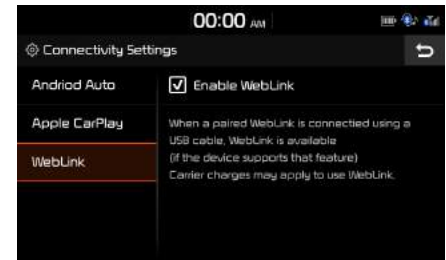 00:00 AM
Connectivity Settings
Andriod Auto
Enable WebLink
Apple CarPlay
When a paired WebLink is connectied using a
USB cable, WebLink is available
WebLink
(if the device supports that feature)
Carrier charges may apply to use WebLink.